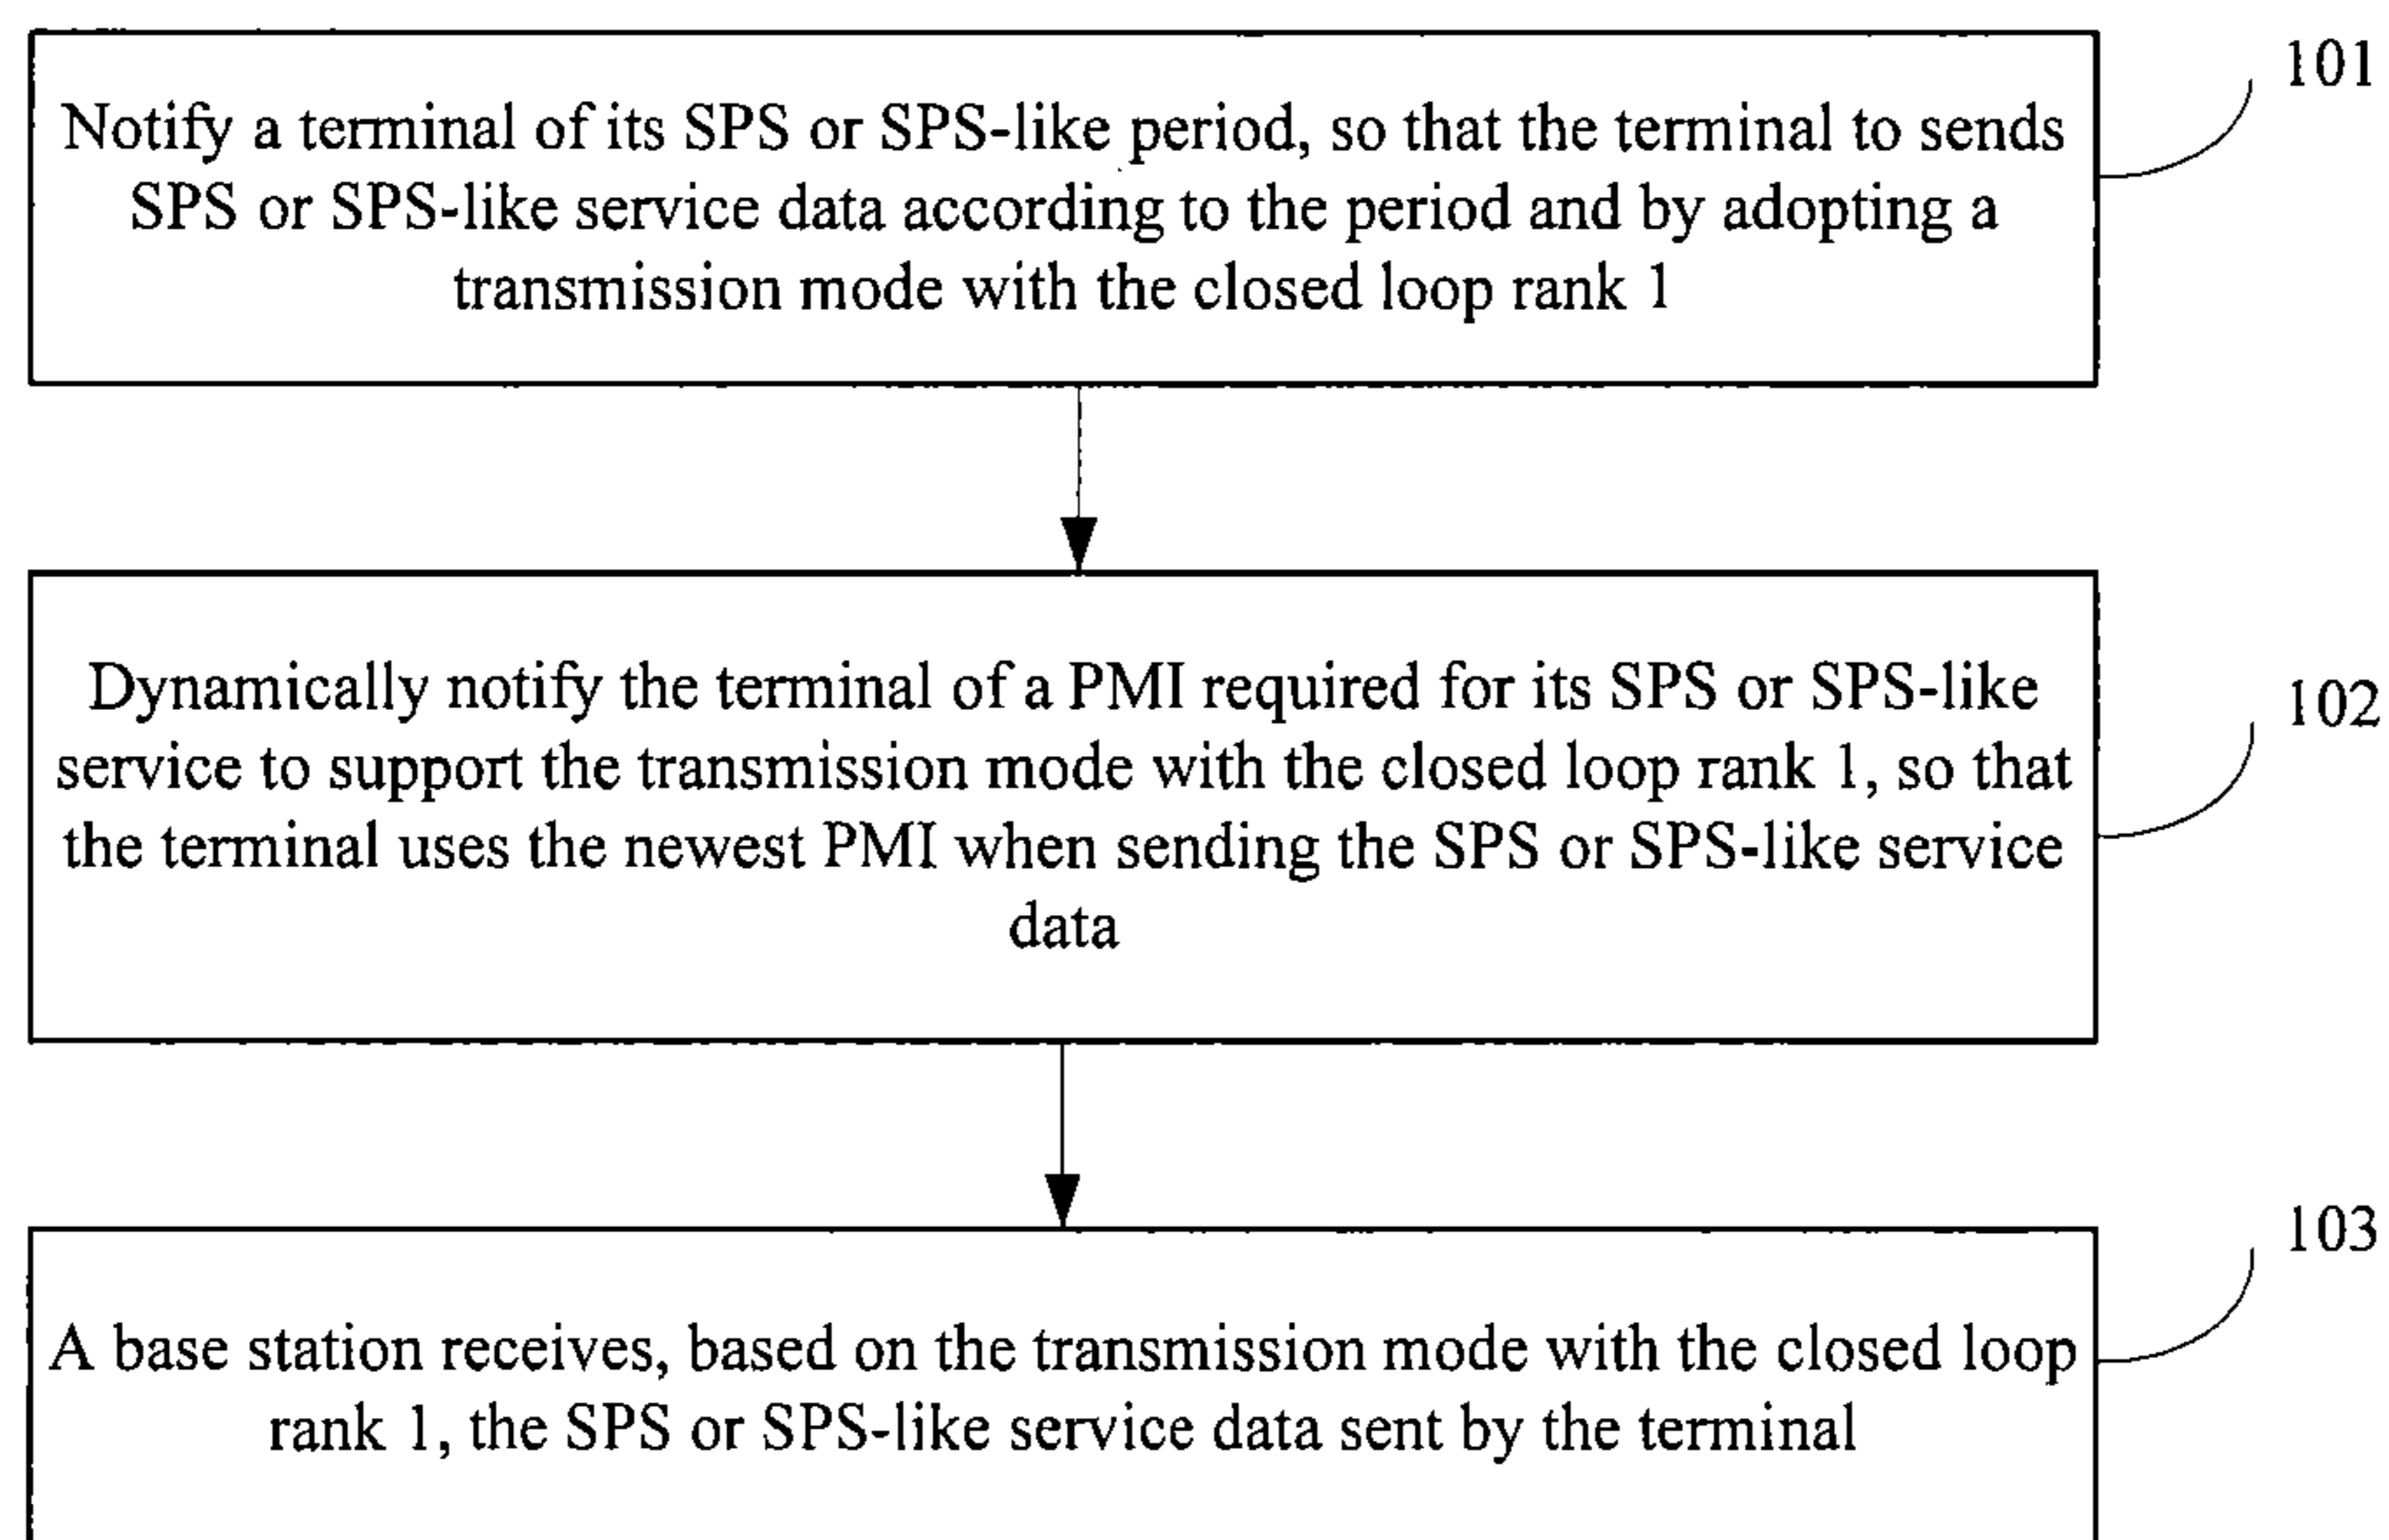 101
Notify a terminal of its SPS or SPS-like period, so that the terminal to sends
SPS or SPS-like service data according to the period and by adopting a
transmission mode with the closed loop rank 1
Dynamically notify the terminal of a PMI required for its SPS or SPS-like
102
service to support the transmission mode with the closed loop rank 1, so that
the terminal uses the newest PMI when sending the SPS or SPS-like service
data
103
A base station receives, based on the transmission mode with the closed loop
rank 1, the SPS or SPS-like service data sent by the terminal